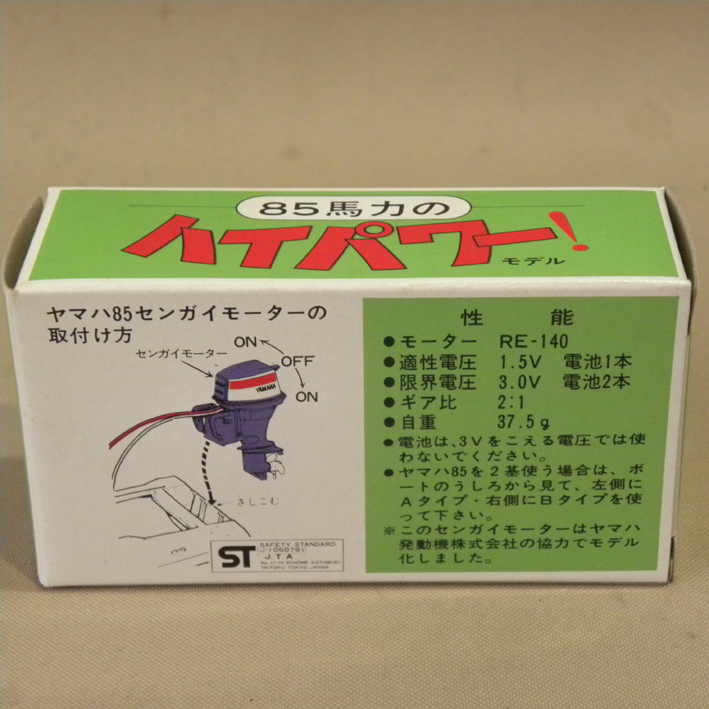 85馬力の
ハイパワー!
モデル
ヤマハ85センガイモーターの
取付け方
センガイモーター
ON
OFF
ON
YAMAHA
さしこむ
ST
SAFETY STANDARD
J-1050791
J.T.A
TAITOKU TOKYO JAPAN
性 能
●モーター RE-140
●適性電圧 1.5V 電池1本
●限界電圧 3.0V 電池2本
●ギア比 2:1
●自重 37.5g
●電池は、3Vをこえる電圧では使
わないでください。
●ヤマハ85を2基使う場合は、ボ
ートのうしろから見て、左側に
Aタイプ・右側にBタイプを使
って下さい。
※このセンガイモーターはヤマハ
発動機株式会社の協力でモデル
化しました。